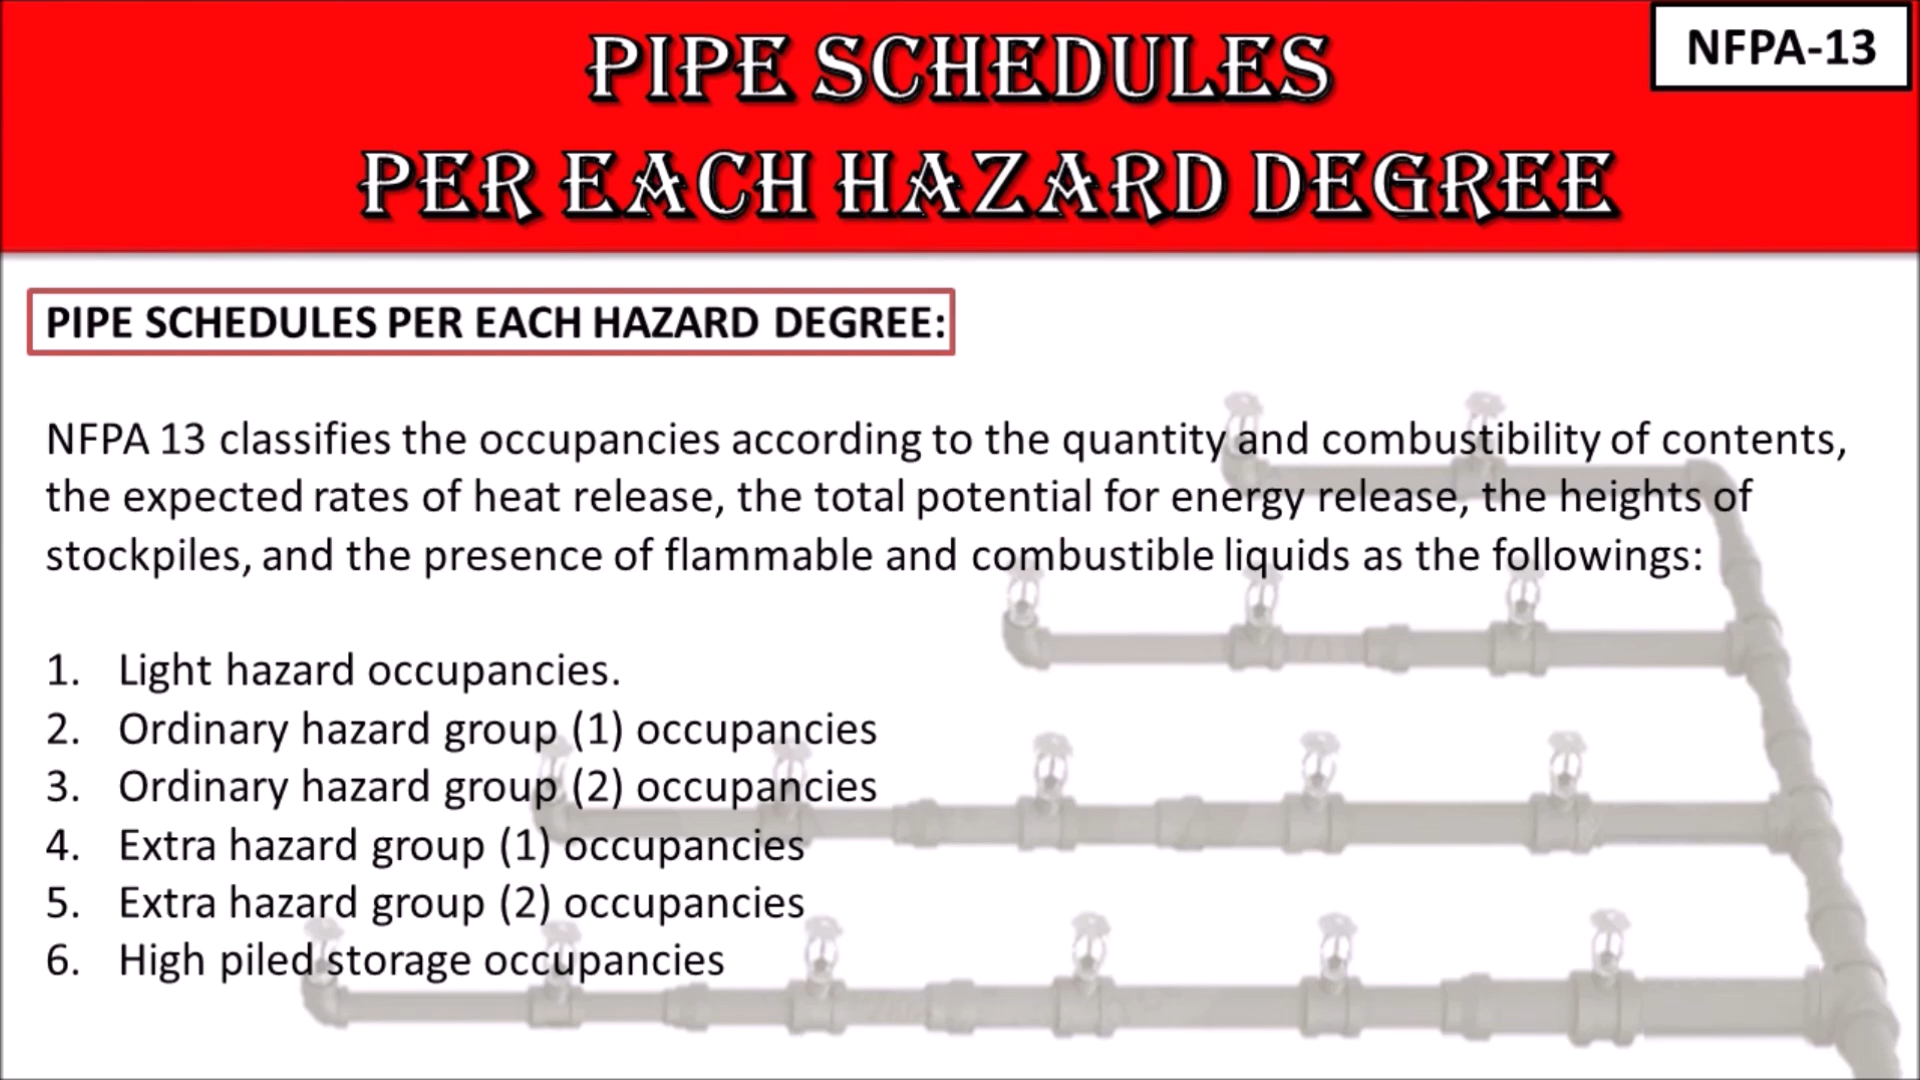 PIPE SCHEDULES
PER EACH HAZARD DEGREE
NFPA-13
PIPE SCHEDULES PER EACH HAZARD DEGREE:
NFPA 13 classifies the occupancies according to the quantity and combustibility of contents,
the expected rates of heat release, the total potential for energy release, the heights of
stockpiles, and the presence of flammable and combustible liquids as the followings:
1. Light hazard occupancies.
2. Ordinary hazard group (1) occupancies
3. Ordinary hazard group (2) occupancies
4. Extra hazard group (1) occupancies
5. Extra hazard group (2) occupancies
6. High piled storage occupancies